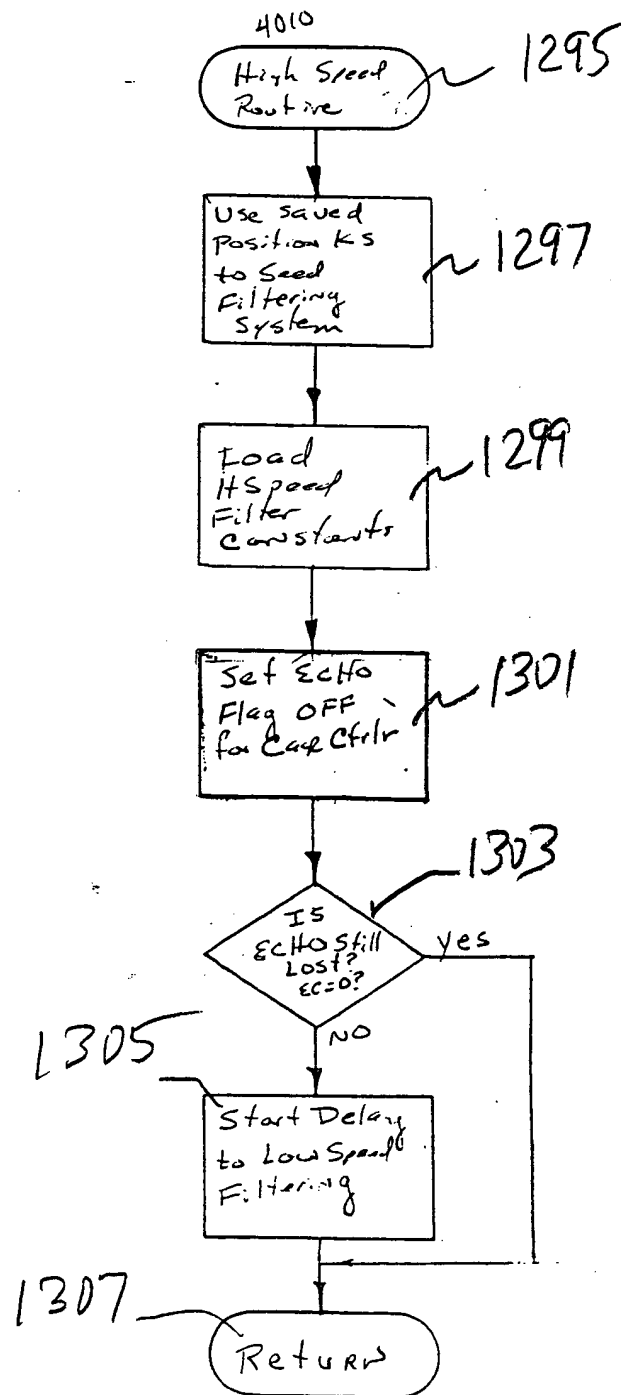 4010
High Speed
Routine
1295
Use saved
Position Ks
to Seed
Filtering
System
1297
Load
HSpeed
Filter
Constants
1299
Set ECHO
Flag OFF
for Cage Ctrlr
1301
1303
Is
ECHO Still
Lost?
EC=0?
yes
NO
1305
Start Delay
to Low Speed
Filtering
1307
Return